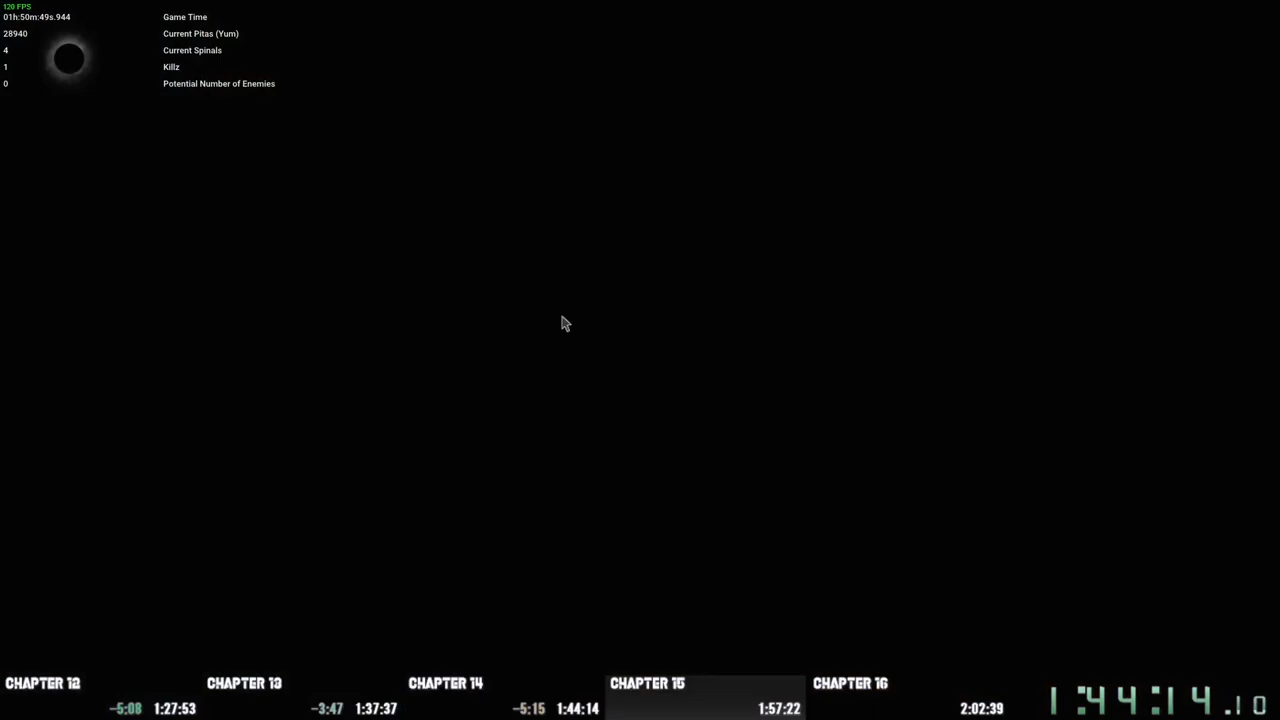 120 FPS
01h:50m:49s.944 Game Time
28940 Current Pitas (Yum)
4 Current Spinals
1 Killz
0 Potential Number of Enemies
CHAPTER 12 CHAPTER 13 CHAPTER 14 CHAPTER 15 CHAPTER 16
-5:08 1:27:53 -3:47 1:37:37 -5:15 1:44:14 1:57:22 2:02:39 1:44:14.10